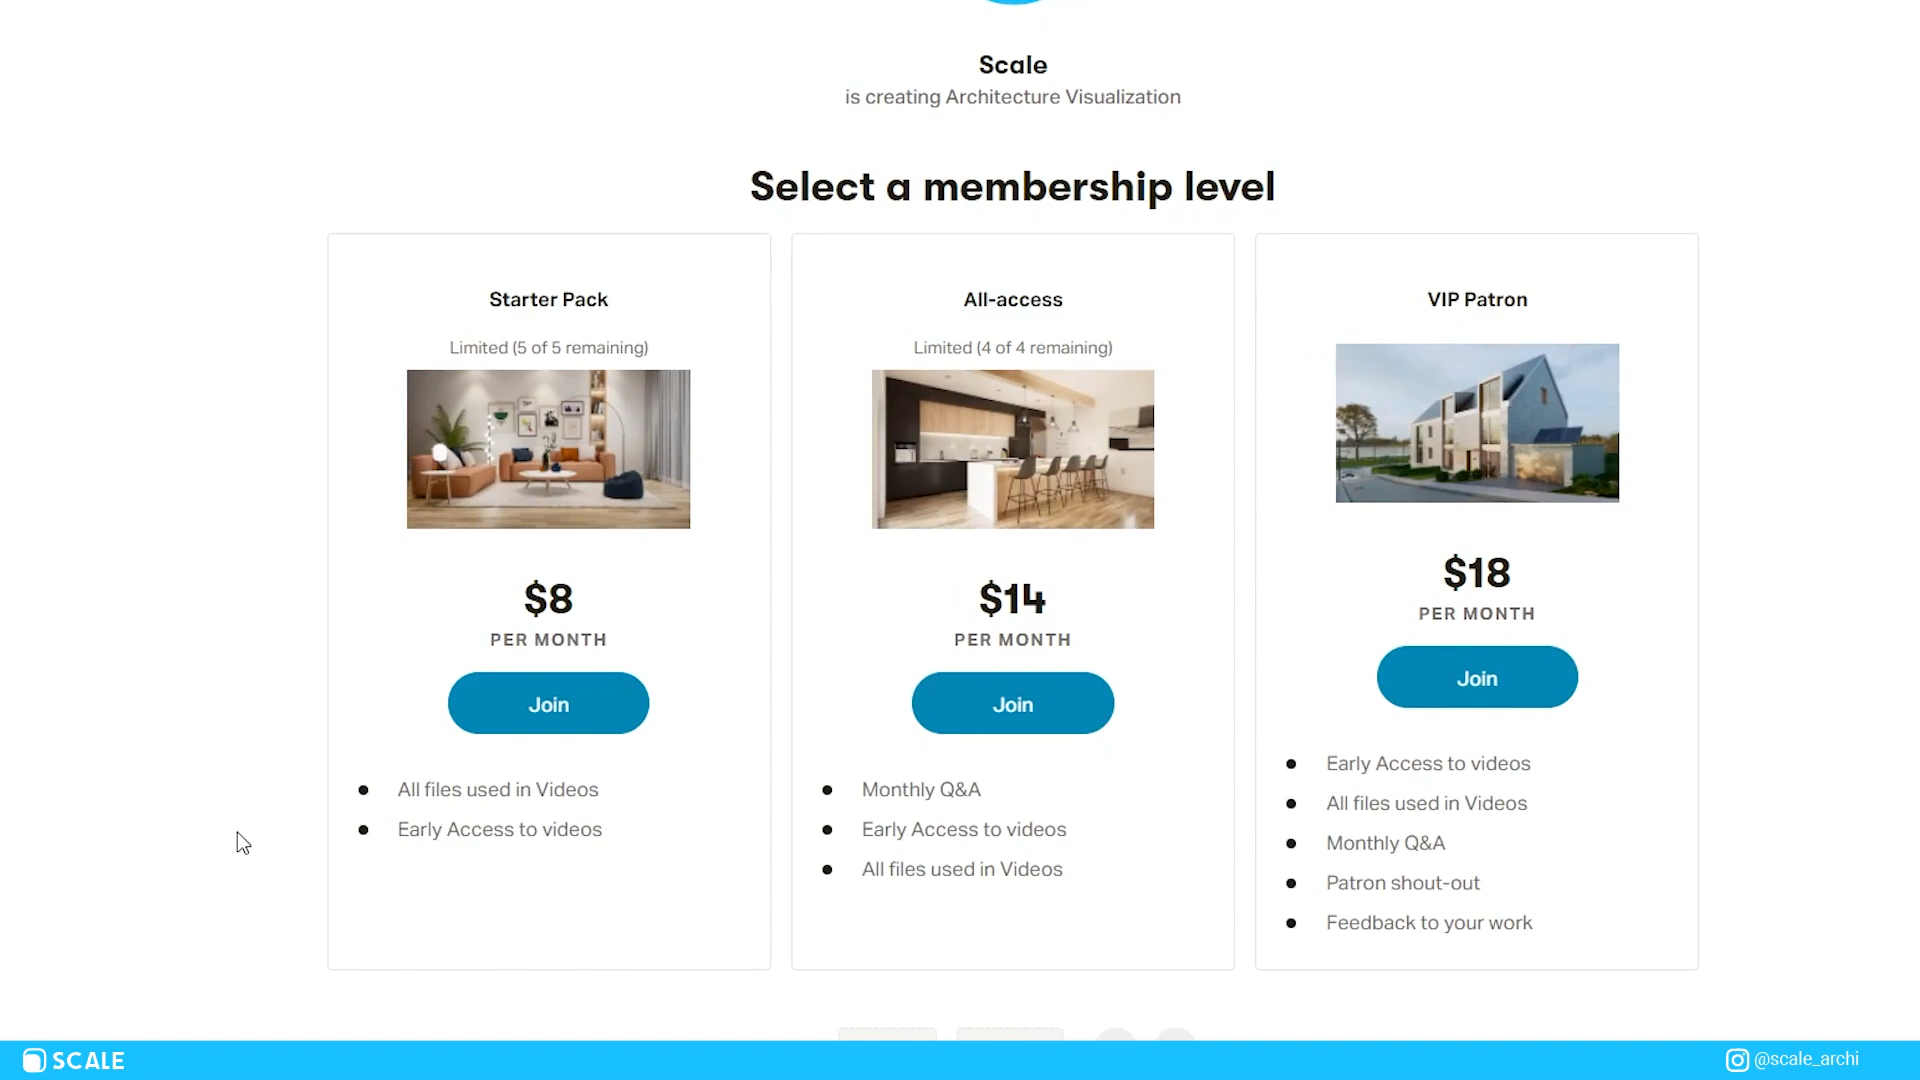 Scale
is creating Architecture Visualization
Select a membership level
Starter Pack
Limited (5 of 5 remaining)
$8
PER MONTH
Join
All files used in Videos
Early Access to videos
All-access
Limited (4 of 4 remaining)
$14
PER MONTH
Join
Monthly Q&A
Early Access to videos
All files used in Videos
VIP Patron
$18
PER MONTH
Join
Early Access to videos
All files used in Videos
Monthly Q&A
Patron shout-out
Feedback to your work
SCALE
@scale_archi